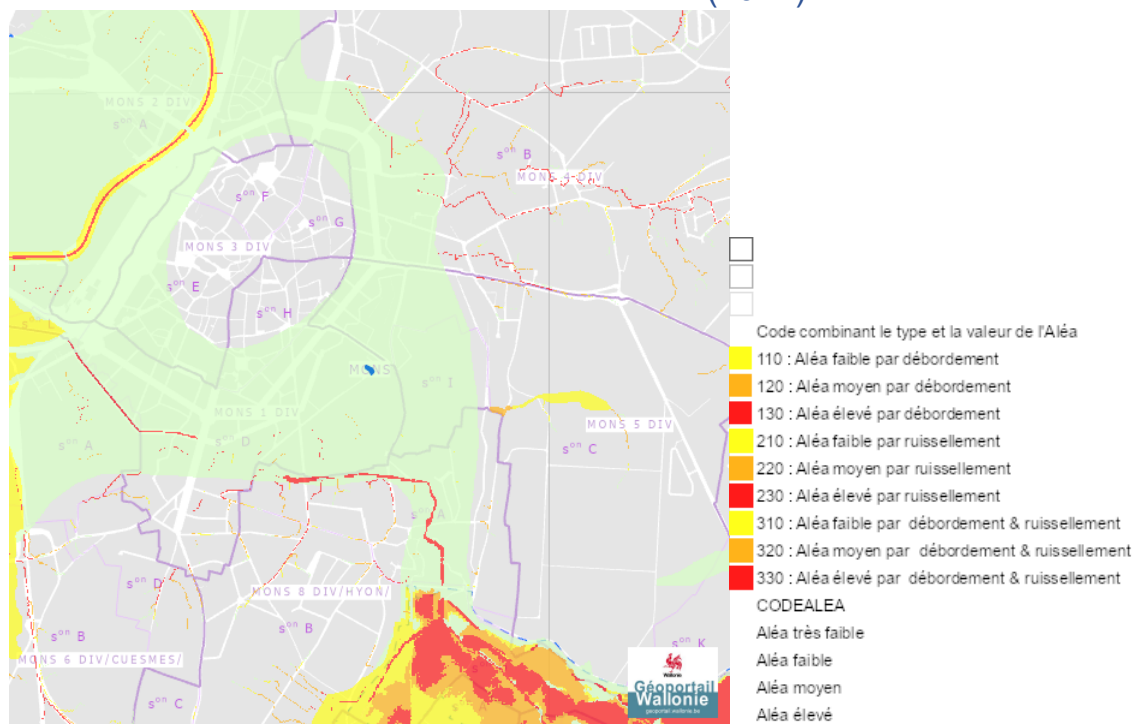 MONS 2 DIV/
sᵒⁿ A
sᵒⁿ B
MONS 4 DIV
sᵒⁿ F
sᵒⁿ G
MONS 3 DIV
sᵒⁿ E
sᵒⁿ H
MONS
sᵒⁿ I
MONS 1 DIV
MONS 5 DIV
sᵒⁿ A
sᵒⁿ D
sᵒⁿ C
sᵒⁿ D
MONS 8 DIV/HYON/
sᵒⁿ B
sᵒⁿ B
sᵒⁿ K
MONS 6 DIV/CUESMES/
sᵒⁿ C
Wallonie
Géoportail
Wallonie
geoportail.wallonie.be
Code combinant le type et la valeur de l'Aléa
110 : Aléa faible par débordement
120 : Aléa moyen par débordement
130 : Aléa élevé par débordement
210 : Aléa faible par ruissellement
220 : Aléa moyen par ruissellement
230 : Aléa élevé par ruissellement
310 : Aléa faible par débordement & ruissellement
320 : Aléa moyen par débordement & ruissellement
330 : Aléa élevé par débordement & ruissellement
CODEALEA
Aléa très faible
Aléa faible
Aléa moyen
Aléa élevé